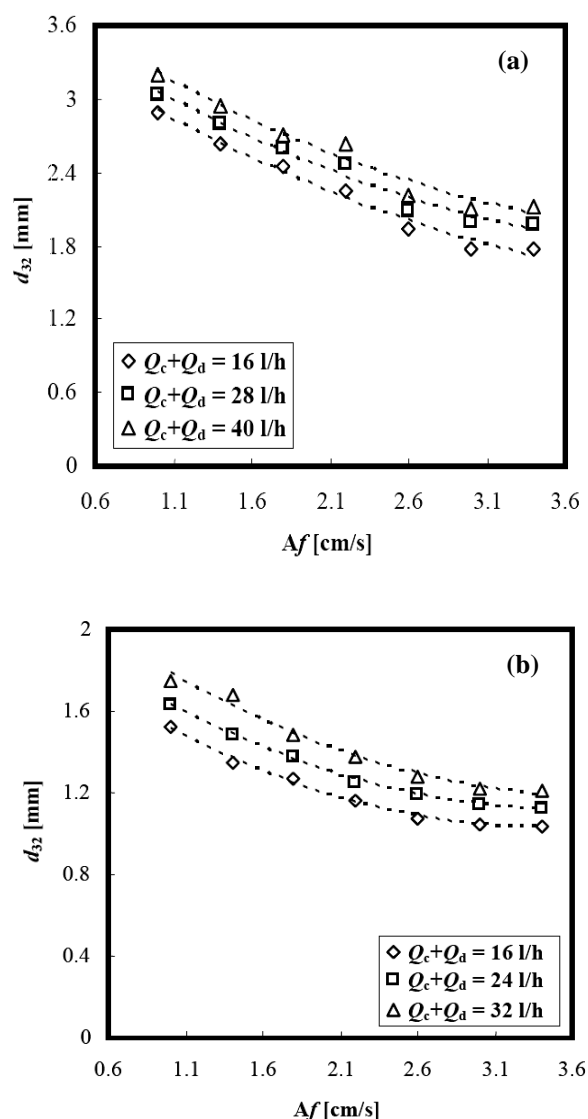 3.6
(a)
3
2.4
d32 [mm]
1.8
1.2
Qc+Qd = 16 l/h
Qc+Qd = 28 l/h
Qc+Qd = 40 l/h
0.6
0
0.6 1.1 1.6 2.1 2.6 3.1 3.6
Af [cm/s]
2
(b)
1.6
1.2
d32 [mm]
0.8
0.4
Qc+Qd = 16 l/h
Qc+Qd = 24 l/h
Qc+Qd = 32 l/h
0
0.6 1.1 1.6 2.1 2.6 3.1 3.6
Af [cm/s]